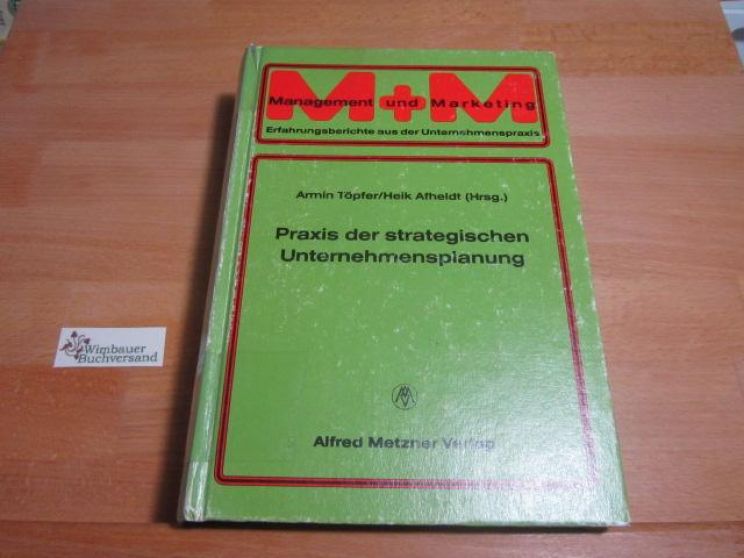 M+M
Management und Marketing
Erfahrungsberichte aus der Unternehmenspraxis
Armin Töpfer/Heik Afheldt (Hrsg.)
Praxis der strategischen
Unternehmensplanung
Alfred Metzner Verlag
Wimbauer
Buchversand